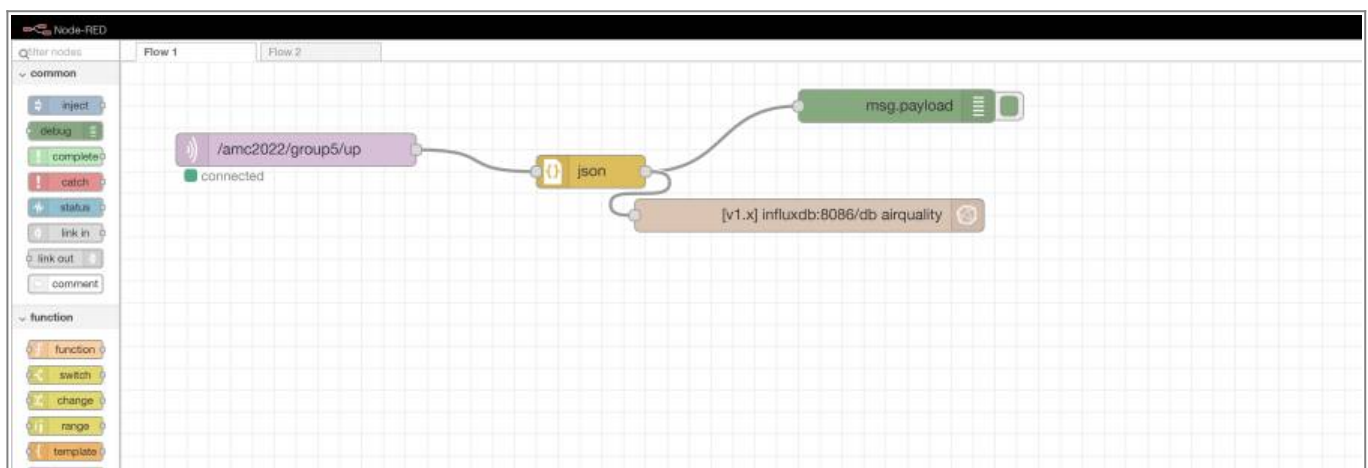 Node-RED
filter nodes
Flow 1
Flow 2
common
inject
debug
complete
catch
status
link in
link out
comment
function
function
switch
change
range
template
/amc2022/group5/up
connected
json
msg.payload
[v1.x] influxdb:8086/db airquality